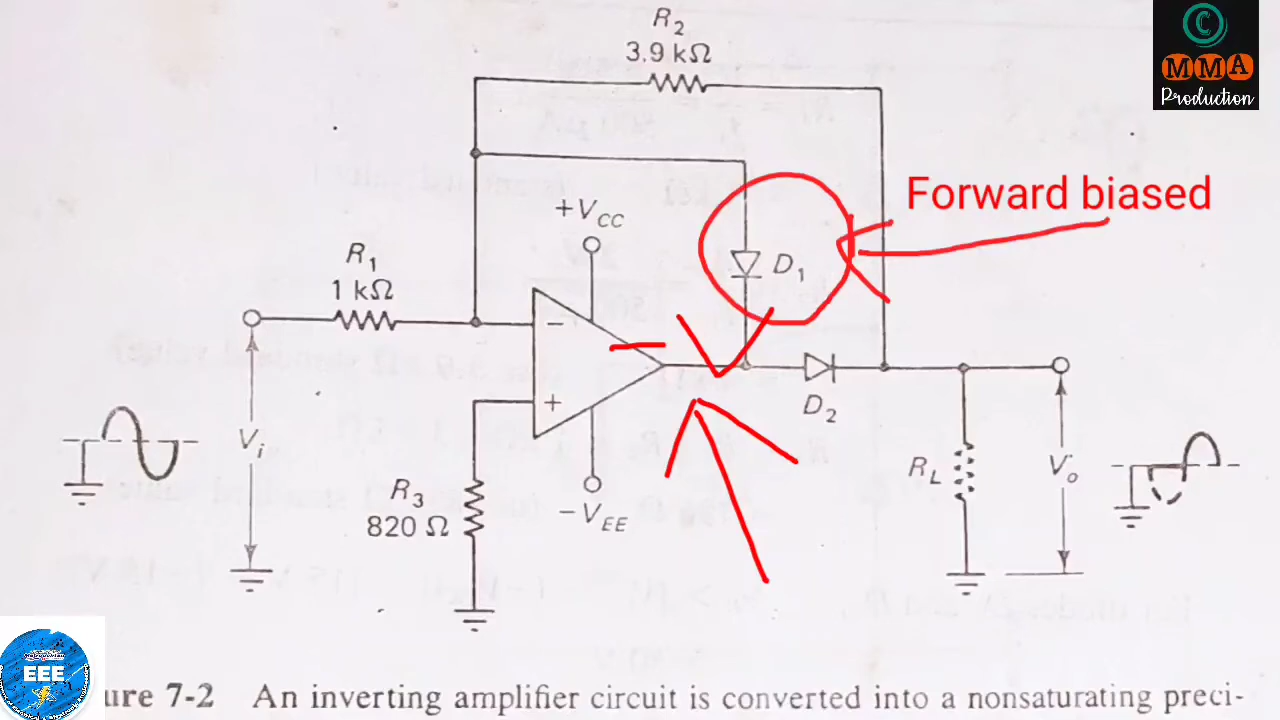 R2
3.9 kΩ
© 
MMA
Production
Forward biased
+VCC
D1
R1
1 kΩ
−
+
D2
Vi
RL
Vo
R3
820 Ω
−VEE
EEE
ure 7-2 An inverting amplifier circuit is converted into a nonsaturating preci-